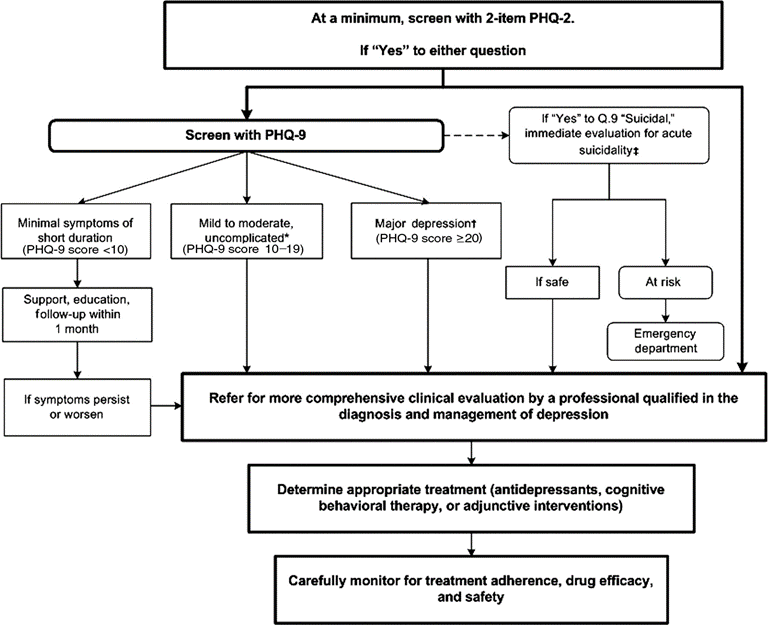 At a minimum, screen with 2-item PHQ-2.
If “Yes” to either question
Screen with PHQ-9
If “Yes” to Q.9 “Suicidal,”
immediate evaluation for acute
suicidality‡
Minimal symptoms of
short duration
(PHQ-9 score <10)
Mild to moderate,
uncomplicated*
(PHQ-9 score 10–19)
Major depression†
(PHQ-9 score ≥20)
If safe
At risk
Support, education,
follow-up within
1 month
Emergency
department
If symptoms persist
or worsen
Refer for more comprehensive clinical evaluation by a professional qualified in the
diagnosis and management of depression
Determine appropriate treatment (antidepressants, cognitive
behavioral therapy, or adjunctive interventions)
Carefully monitor for treatment adherence, drug efficacy,
and safety